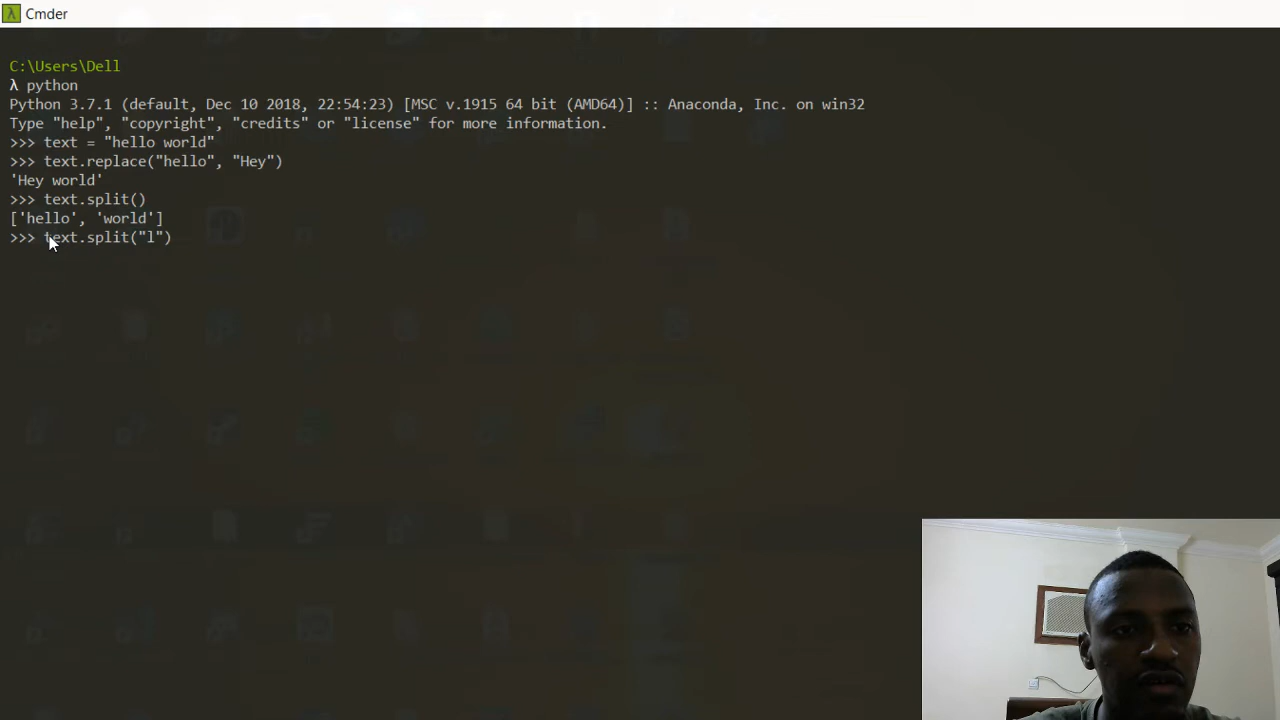 Cmder
C:\Users\Dell
λ python
Python 3.7.1 (default, Dec 10 2018, 22:54:23) [MSC v.1915 64 bit (AMD64)] :: Anaconda, Inc. on win32
Type "help", "copyright", "credits" or "license" for more information.
>>> text = "hello world"
>>> text.replace("hello", "Hey")
'Hey world'
>>> text.split()
['hello', 'world']
>>> text.split("l")